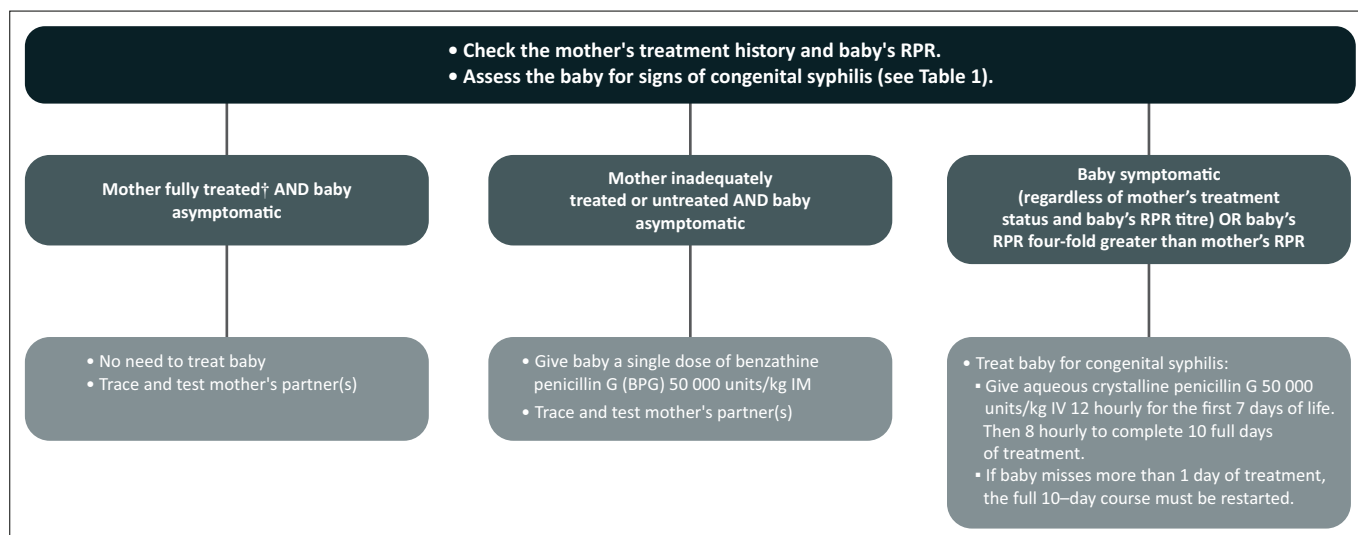 • Check the mother's treatment history and baby's RPR.
• Assess the baby for signs of congenital syphilis (see Table 1).
Mother fully treated† AND baby
asymptomatic
• No need to treat baby
• Trace and test mother's partner(s)
Mother inadequately
treated or untreated AND baby
asymptomatic
• Give baby a single dose of benzathine
penicillin G (BPG) 50 000 units/kg IM
• Trace and test mother's partner(s)
Baby symptomatic
(regardless of mother’s treatment
status and baby’s RPR titre) OR baby’s
RPR four-fold greater than mother’s RPR
• Treat baby for congenital syphilis:
▪ Give aqueous crystalline penicillin G 50 000
units/kg IV 12 hourly for the first 7 days of life.
Then 8 hourly to complete 10 full days
of treatment.
▪ If baby misses more than 1 day of treatment,
the full 10–day course must be restarted.